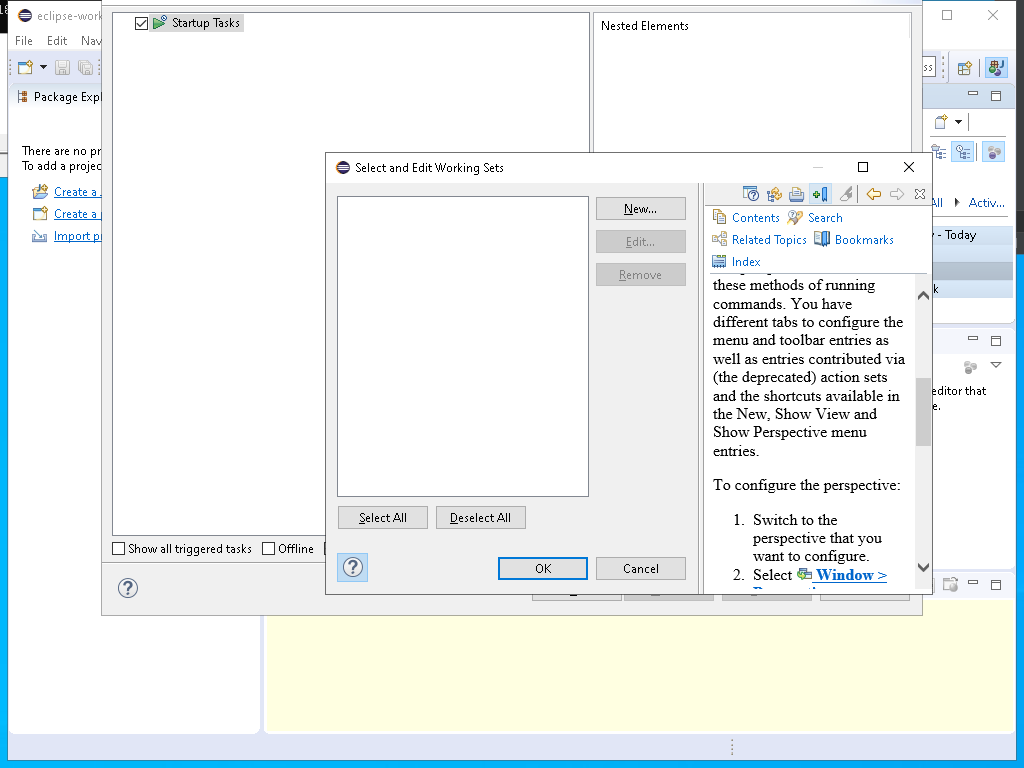 eclipse-work
File Edit Nav
Package Expl
There are no pr
To add a projec
Create a
Create a
Import p
Startup Tasks
Nested Elements
Show all triggered tasks
Offline
Select and Edit Working Sets
New...
Edit...
Remove
Select All
Deselect All
OK
Cancel
Contents
Search
Related Topics
Bookmarks
Index
these methods of running
commands. You have
different tabs to configure the
menu and toolbar entries as
well as entries contributed via
(the deprecated) action sets
and the shortcuts available in
the New, Show View and
Show Perspective menu
entries.
To configure the perspective:
1. Switch to the
perspective that you
want to configure.
2. Select Window >
ss
All
Activ...
- Today
k
editor that
e.